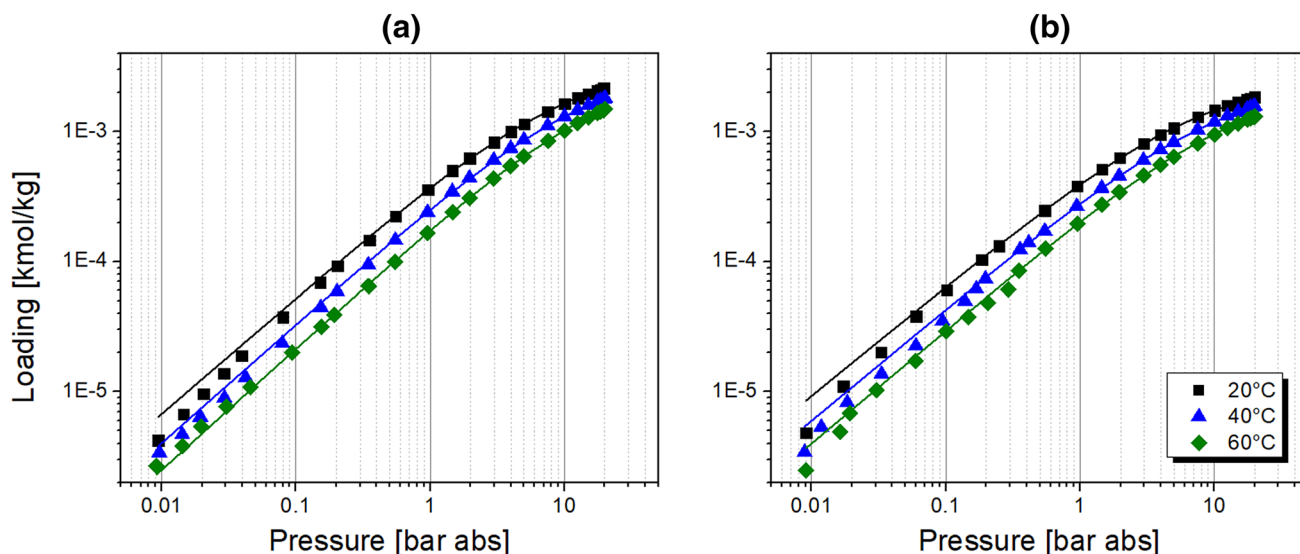 (a)
(b)
Loading [kmol/kg]
1E-3
1E-4
1E-5
0.01
0.1
1
10
Pressure [bar abs]
1E-3
1E-4
1E-5
0.01
0.1
1
10
Pressure [bar abs]
20°C
40°C
60°C